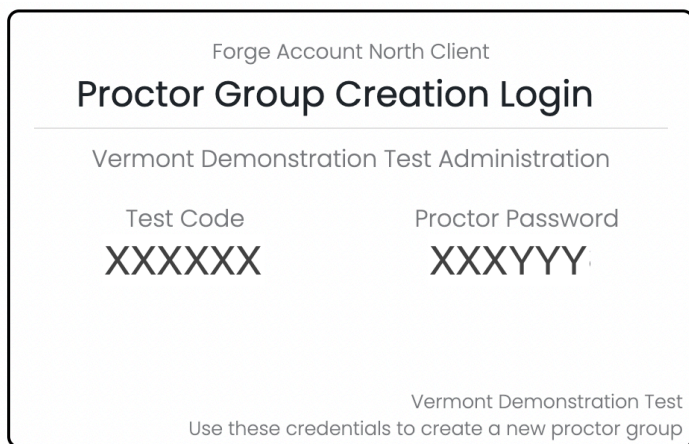 Forge Account North Client
Proctor Group Creation Login
Vermont Demonstration Test Administration
Test Code
XXXXXX
Proctor Password
XXXYYY
Vermont Demonstration Test
Use these credentials to create a new proctor group